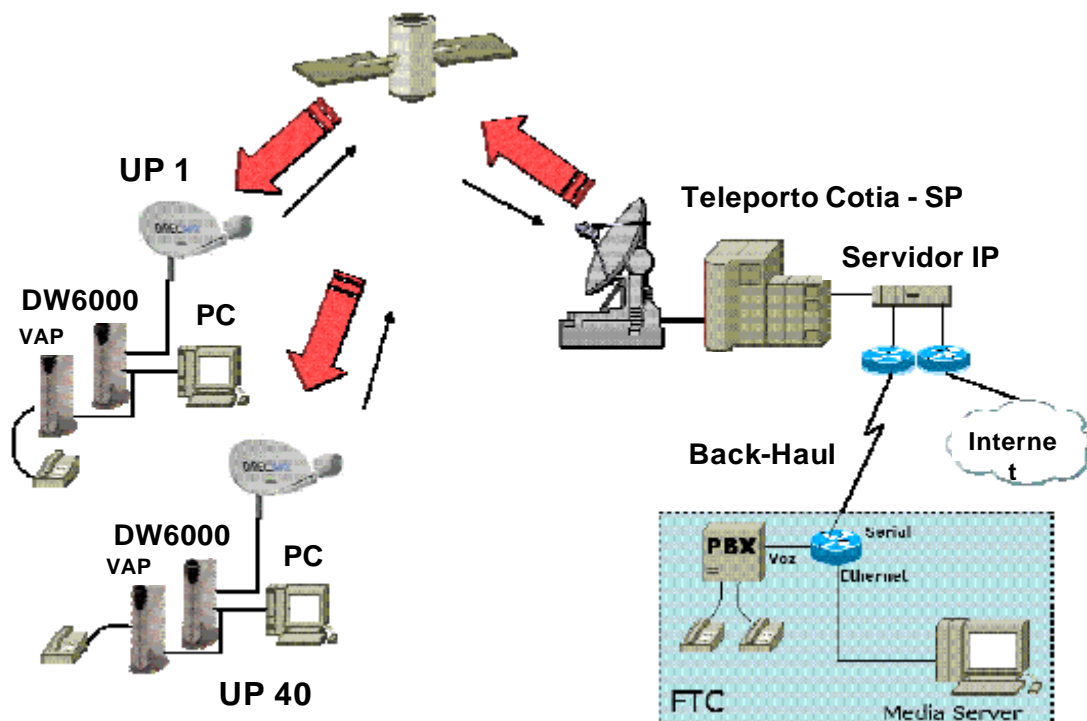 UP 1
Teleporto Cotia - SP
Servidor IP
DW6000
PC
VAP
Back-Haul
Interne
t
DW6000
VAP
PC
UP 40
PBX
Voz
Serial
Ethernet
FTC
Media Server